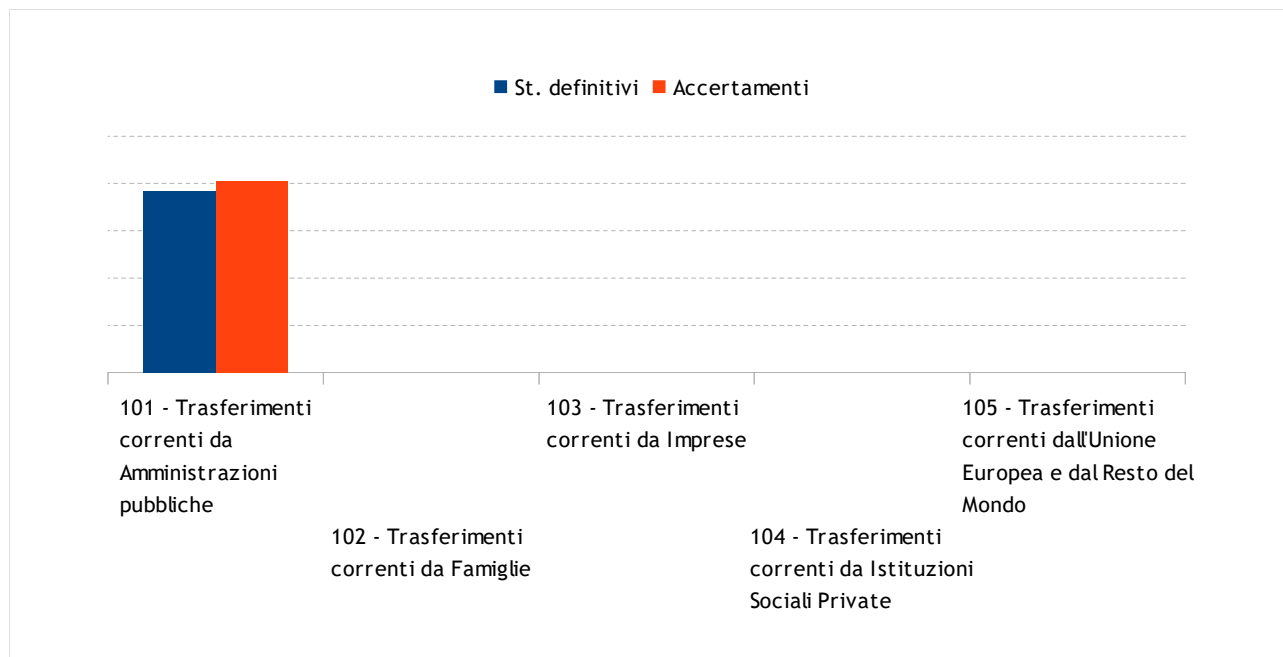 St. definitivi Accertamenti
101 - Trasferimenti
correnti da
Amministrazioni
pubbliche
102 - Trasferimenti
correnti da Famiglie
103 - Trasferimenti
correnti da Imprese
104 - Trasferimenti
correnti da Istituzioni
Sociali Private
105 - Trasferimenti
correnti dall'Unione
Europea e dal Resto del
Mondo